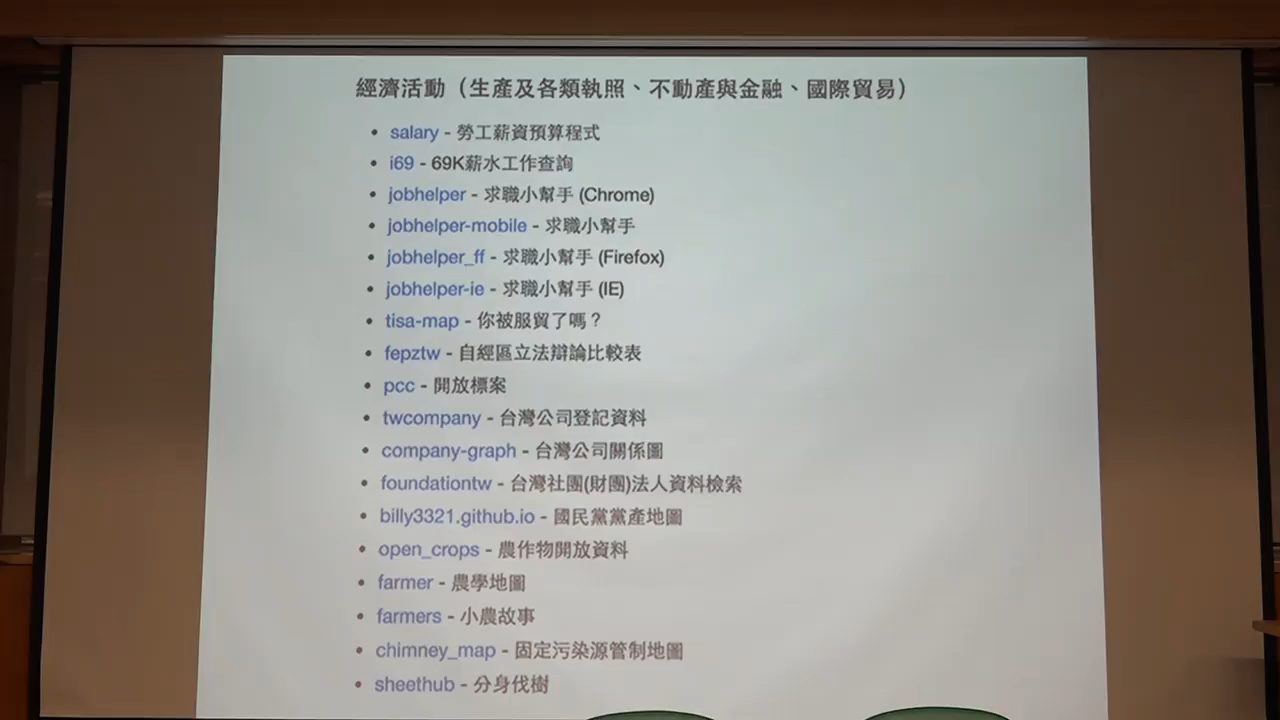 經濟活動（生產及各類執照、不動產與金融、國際貿易）
• salary - 勞工薪資預算程式
• i69 - 69K薪水工作查詢
• jobhelper - 求職小幫手 (Chrome)
• jobhelper-mobile - 求職小幫手
• jobhelper_ff - 求職小幫手 (Firefox)
• jobhelper-ie - 求職小幫手 (IE)
• tisa-map - 你被服貿了嗎？
• fepztw - 自經區立法辯論比較表
• pcc - 開放標案
• twcompany - 台灣公司登記資料
• company-graph - 台灣公司關係圖
• foundationtw - 台灣社團(財團)法人資料檢索
• billy3321.github.io - 國民黨黨產地圖
• open_crops - 農作物開放資料
• farmer - 農學地圖
• farmers - 小農故事
• chimney_map - 固定污染源管制地圖
• sheethub - 分身伐樹